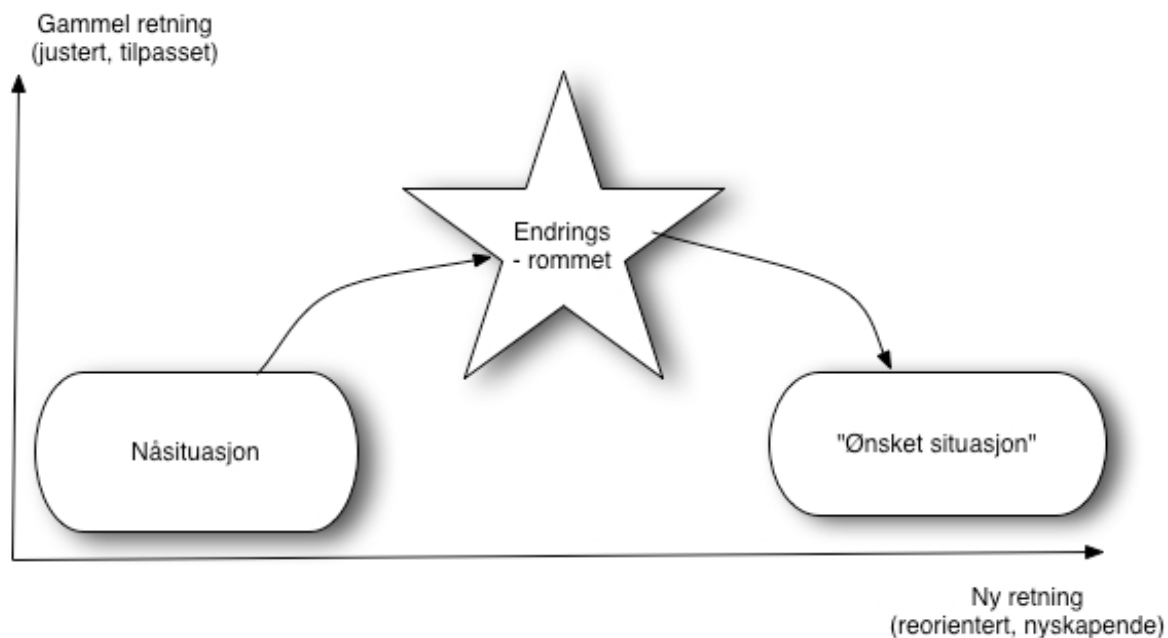 Gammel retning
(justert, tilpasset)
Endrings
- rommet
Nåsituasjon
"Ønsket situasjon"
Ny retning
(reorientert, nyskapende)